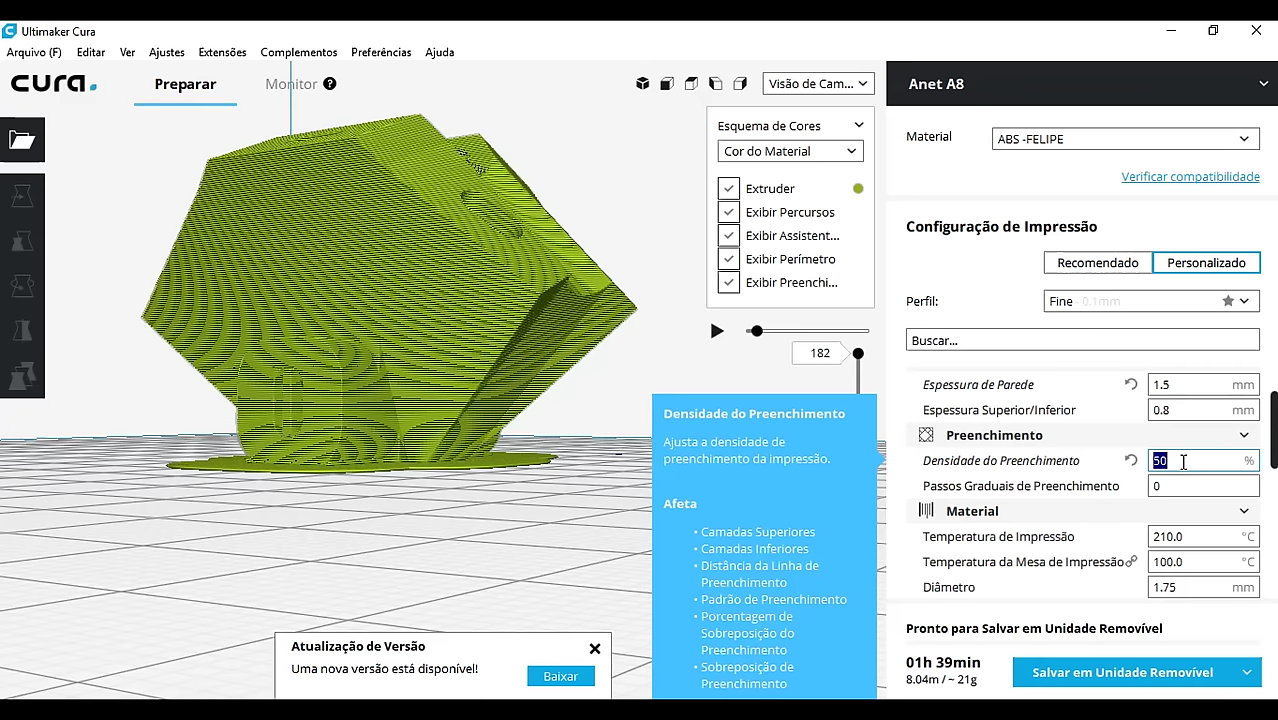 Ultimaker Cura
Arquivo (F) Editar Ver Ajustes Extensões Complementos Preferências Ajuda
cura.
Preparar
Monitor ?
Visão de Cam...
Esquema de Cores
Cor do Material
Extruder
Exibir Percursos
Exibir Assistent...
Exibir Perímetro
Exibir Preenchi...
182
Densidade do Preenchimento
Ajusta a densidade de
preenchimento da impressão.
Afeta
• Camadas Superiores
• Camadas Inferiores
• Distância da Linha de
Preenchimento
• Padrão de Preenchimento
• Porcentagem de
Sobreposição do
Preenchimento
• Sobreposição de
Preenchimento
Atualização de Versão
Uma nova versão está disponível!
Baixar
Anet A8
Material ABS -FELIPE
Verificar compatibilidade
Configuração de Impressão
Recomendado Personalizado
Perfil: Fine - 0.1mm
Buscar...
Espessura de Parede 1.5 mm
Espessura Superior/Inferior 0.8 mm
Preenchimento
Densidade do Preenchimento 50 %
Passos Graduais de Preenchimento 0
Material
Temperatura de Impressão 210.0 °C
Temperatura da Mesa de Impressão 100.0 °C
Diâmetro 1.75 mm
Pronto para Salvar em Unidade Removível
01h 39min
8.04m / ~ 21g
Salvar em Unidade Removível